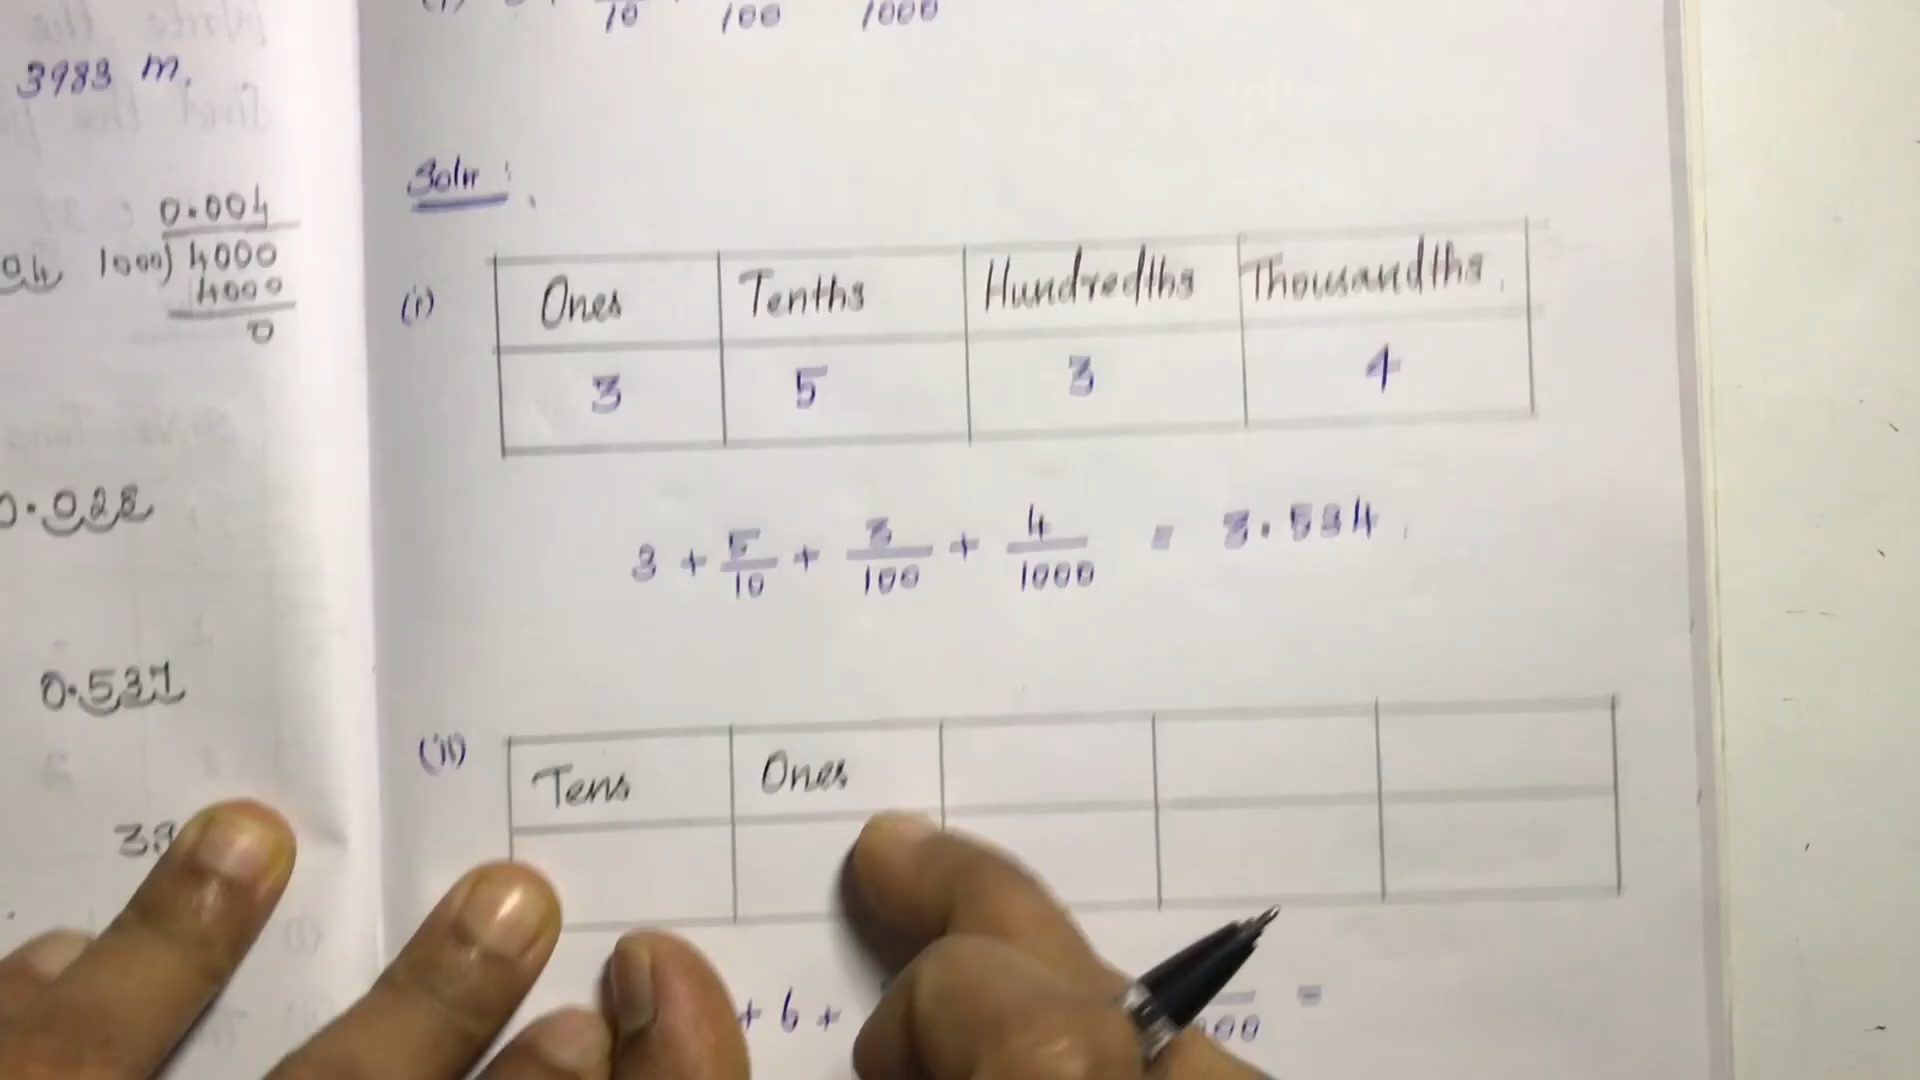 10 100 1000
3983 m.
Soln :
0.004
04 1000) 4000
4000
0
(i) Ones Tenths Hundredths Thousandths.
3 5 3 4
0.028
3 + 5/10 + 3/100 + 4/1000 = 3.534.
0.537
(ii) Tens Ones
+ 6 + =